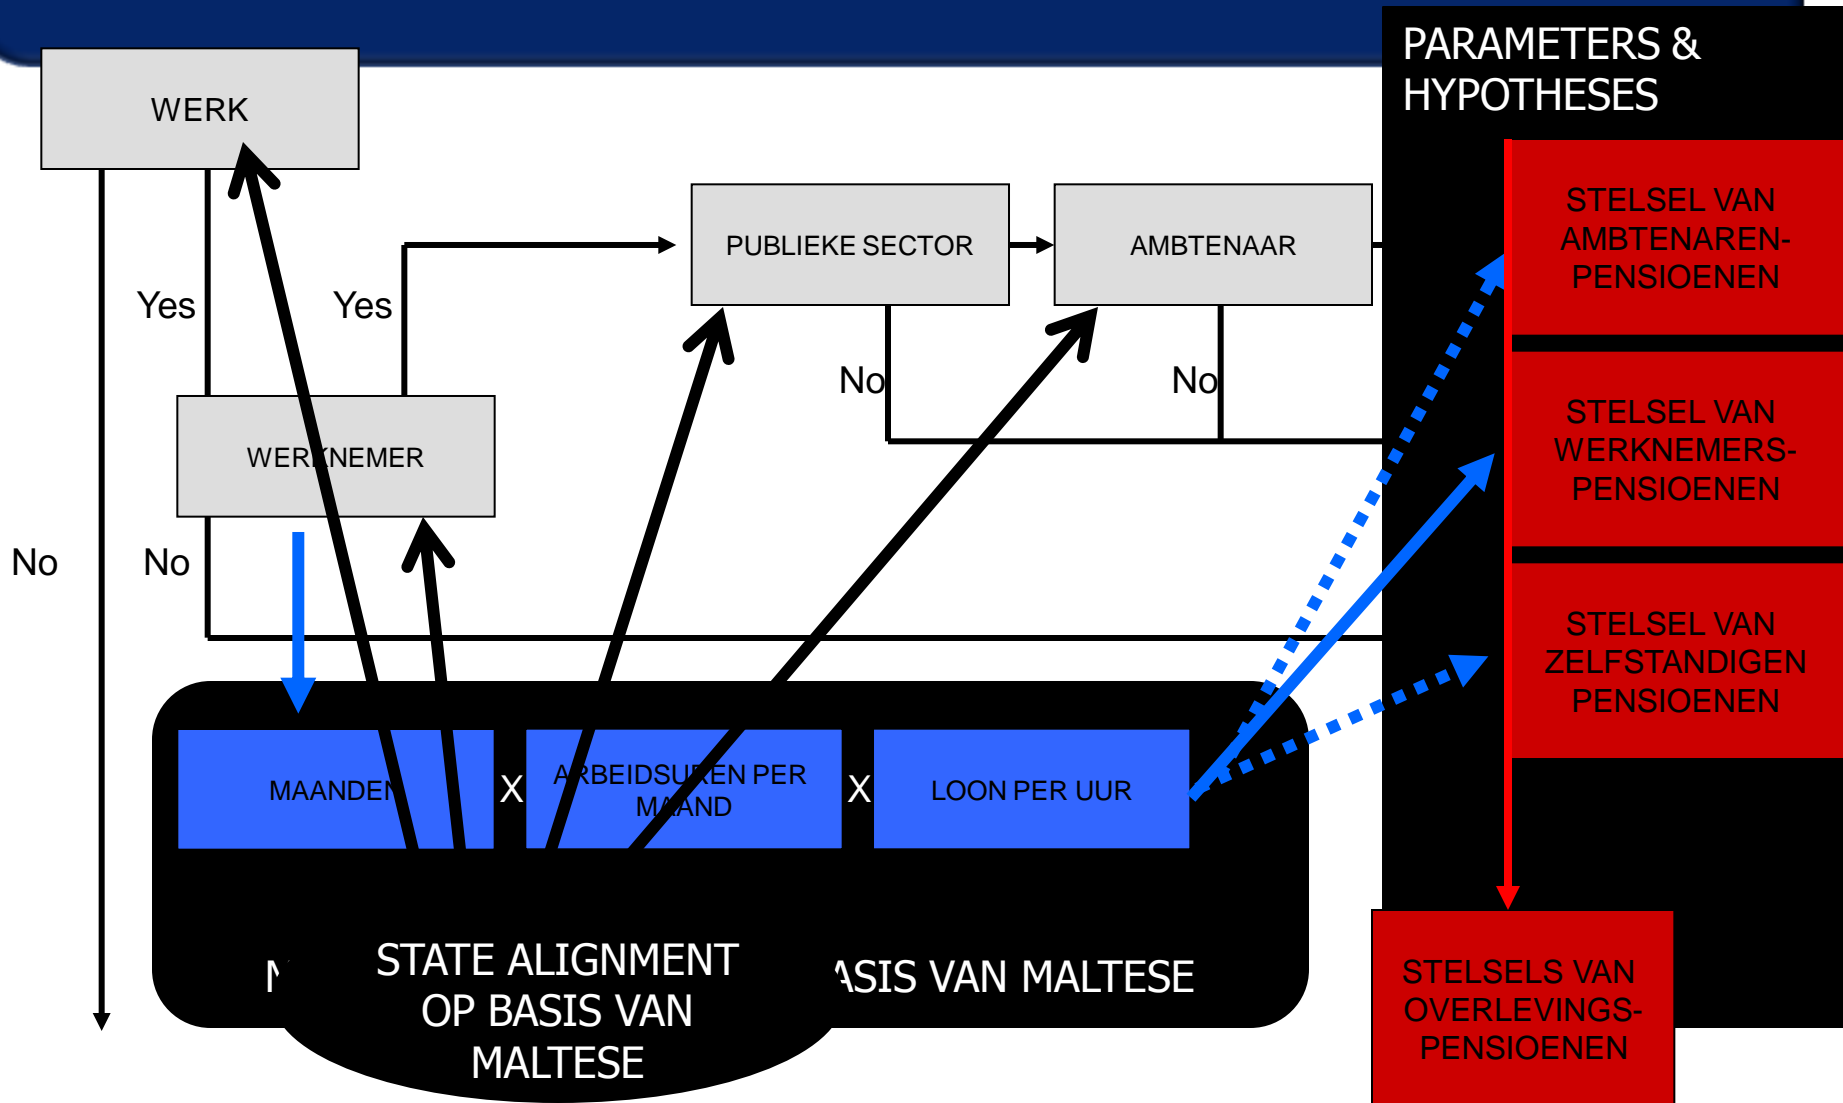 PARAMETERS &
HYPOTHESES
WERK
STELSEL VAN
AMBTENAREN-
PENSIOENEN
PUBLIEKE SECTOR
AMBTENAAR
Yes
Yes
No
No
STELSEL VAN
WERKNEMERS-
PENSIOENEN
WERKNEMER
No
No
STELSEL VAN
ZELFSTANDIGEN
PENSIOENEN
MAANDEN
X
ARBEIDSUREN PER
MAAND
X
LOON PER UUR
STATE ALIGNMENT
OP BASIS VAN
MALTESE
VAN MALTESE
STELSELS VAN
OVERLEVINGS-
PENSIOENEN